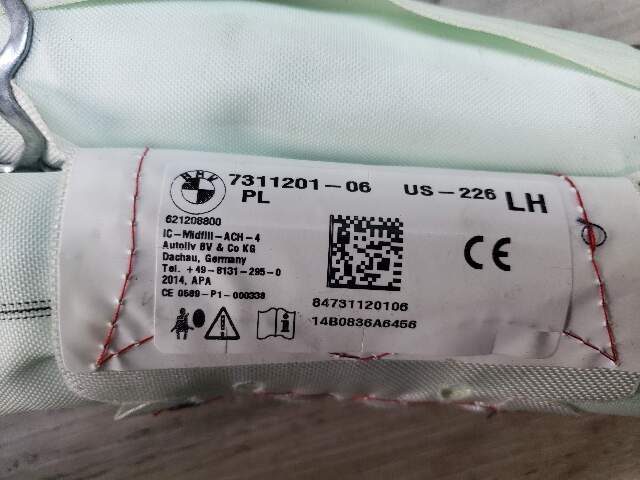 BMW
7311201-06 US-226 LH
PL
621208800
IC-Midfill-ACH-4
Autoliv BV & Co KG
Dachau, Germany
Tel. +49-8131-295-0
2014, APA
CE 0589-P1-000338
84731120106
14B0836A6456
CE